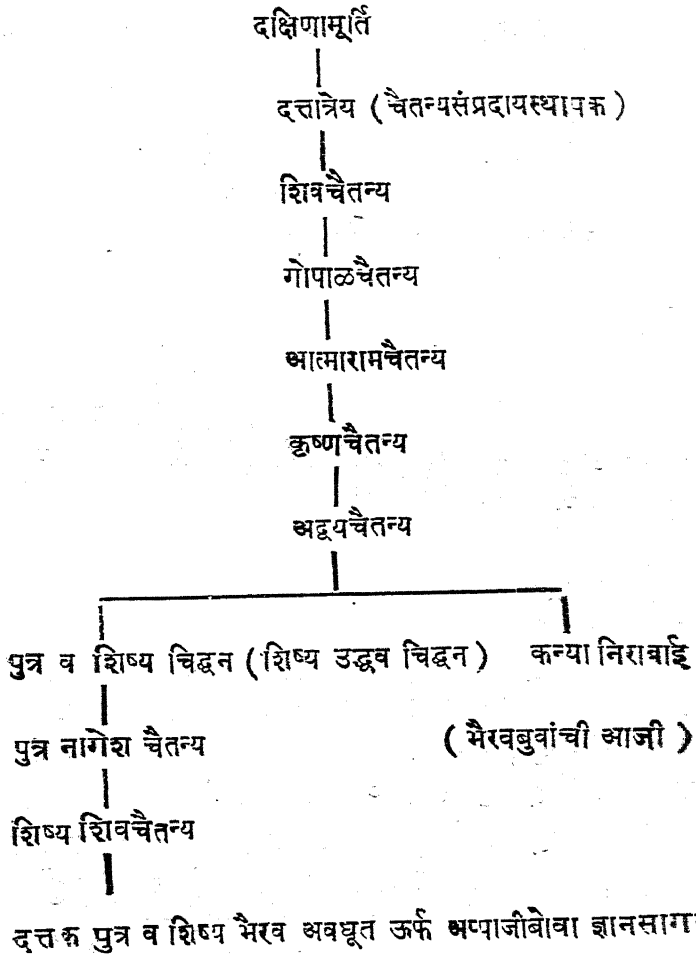 दक्षिणामूर्ति
दत्तात्रेय (चैतन्यसंप्रदायस्थापक)
शिवचैतन्य
गोपाळचैतन्य
आत्मारामचैतन्य
कृष्णचैतन्य
अद्वयचैतन्य
पुत्र व शिष्य चिद्घन (शिष्य उद्धव चिद्घन) कन्या निराबाई
पुत्र नागेश चैतन्य (भैरवबुवांची आजी)
शिष्य शिवचैतन्य
दत्तक पुत्र व शिष्य भैरव अवधूत ऊर्फ अप्पाजीबोवा ज्ञानसाग